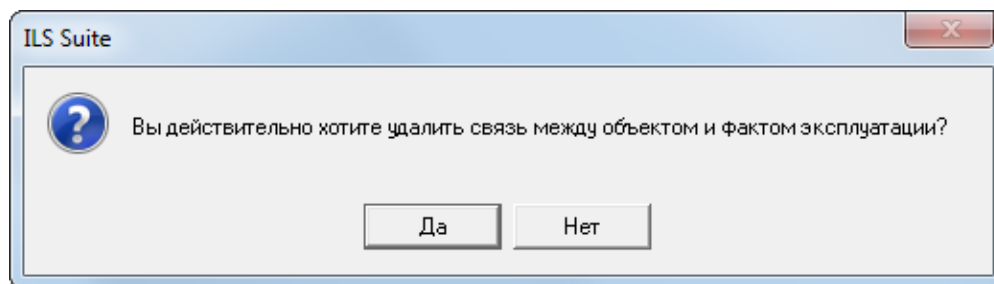 ILS Suite
Вы действительно хотите удалить связь между объектом и фактом эксплуатации?
Да
Нет